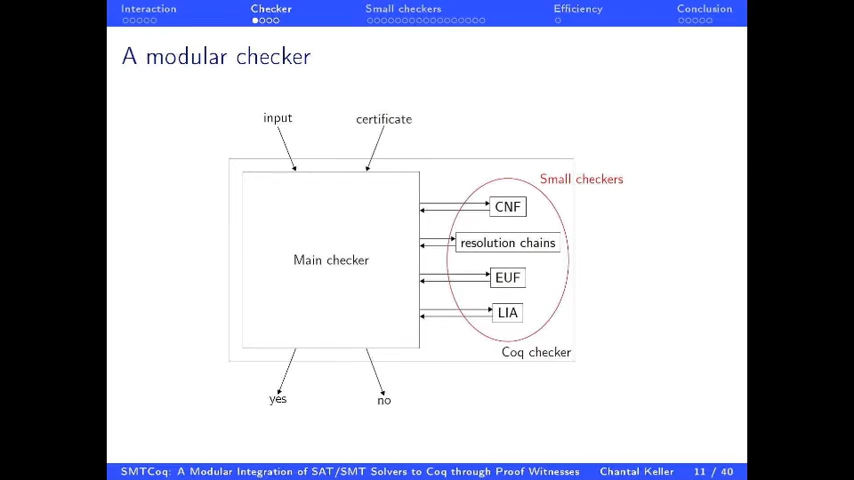 Interaction Checker Small checkers Efficiency Conclusion
A modular checker
input certificate
Small checkers
CNF
resolution chains
Main checker
EUF
LIA
Coq checker
yes no
SMTCoq: A Modular Integration of SAT/SMT Solvers to Coq through Proof Witnesses Chantal Keller 11 / 40